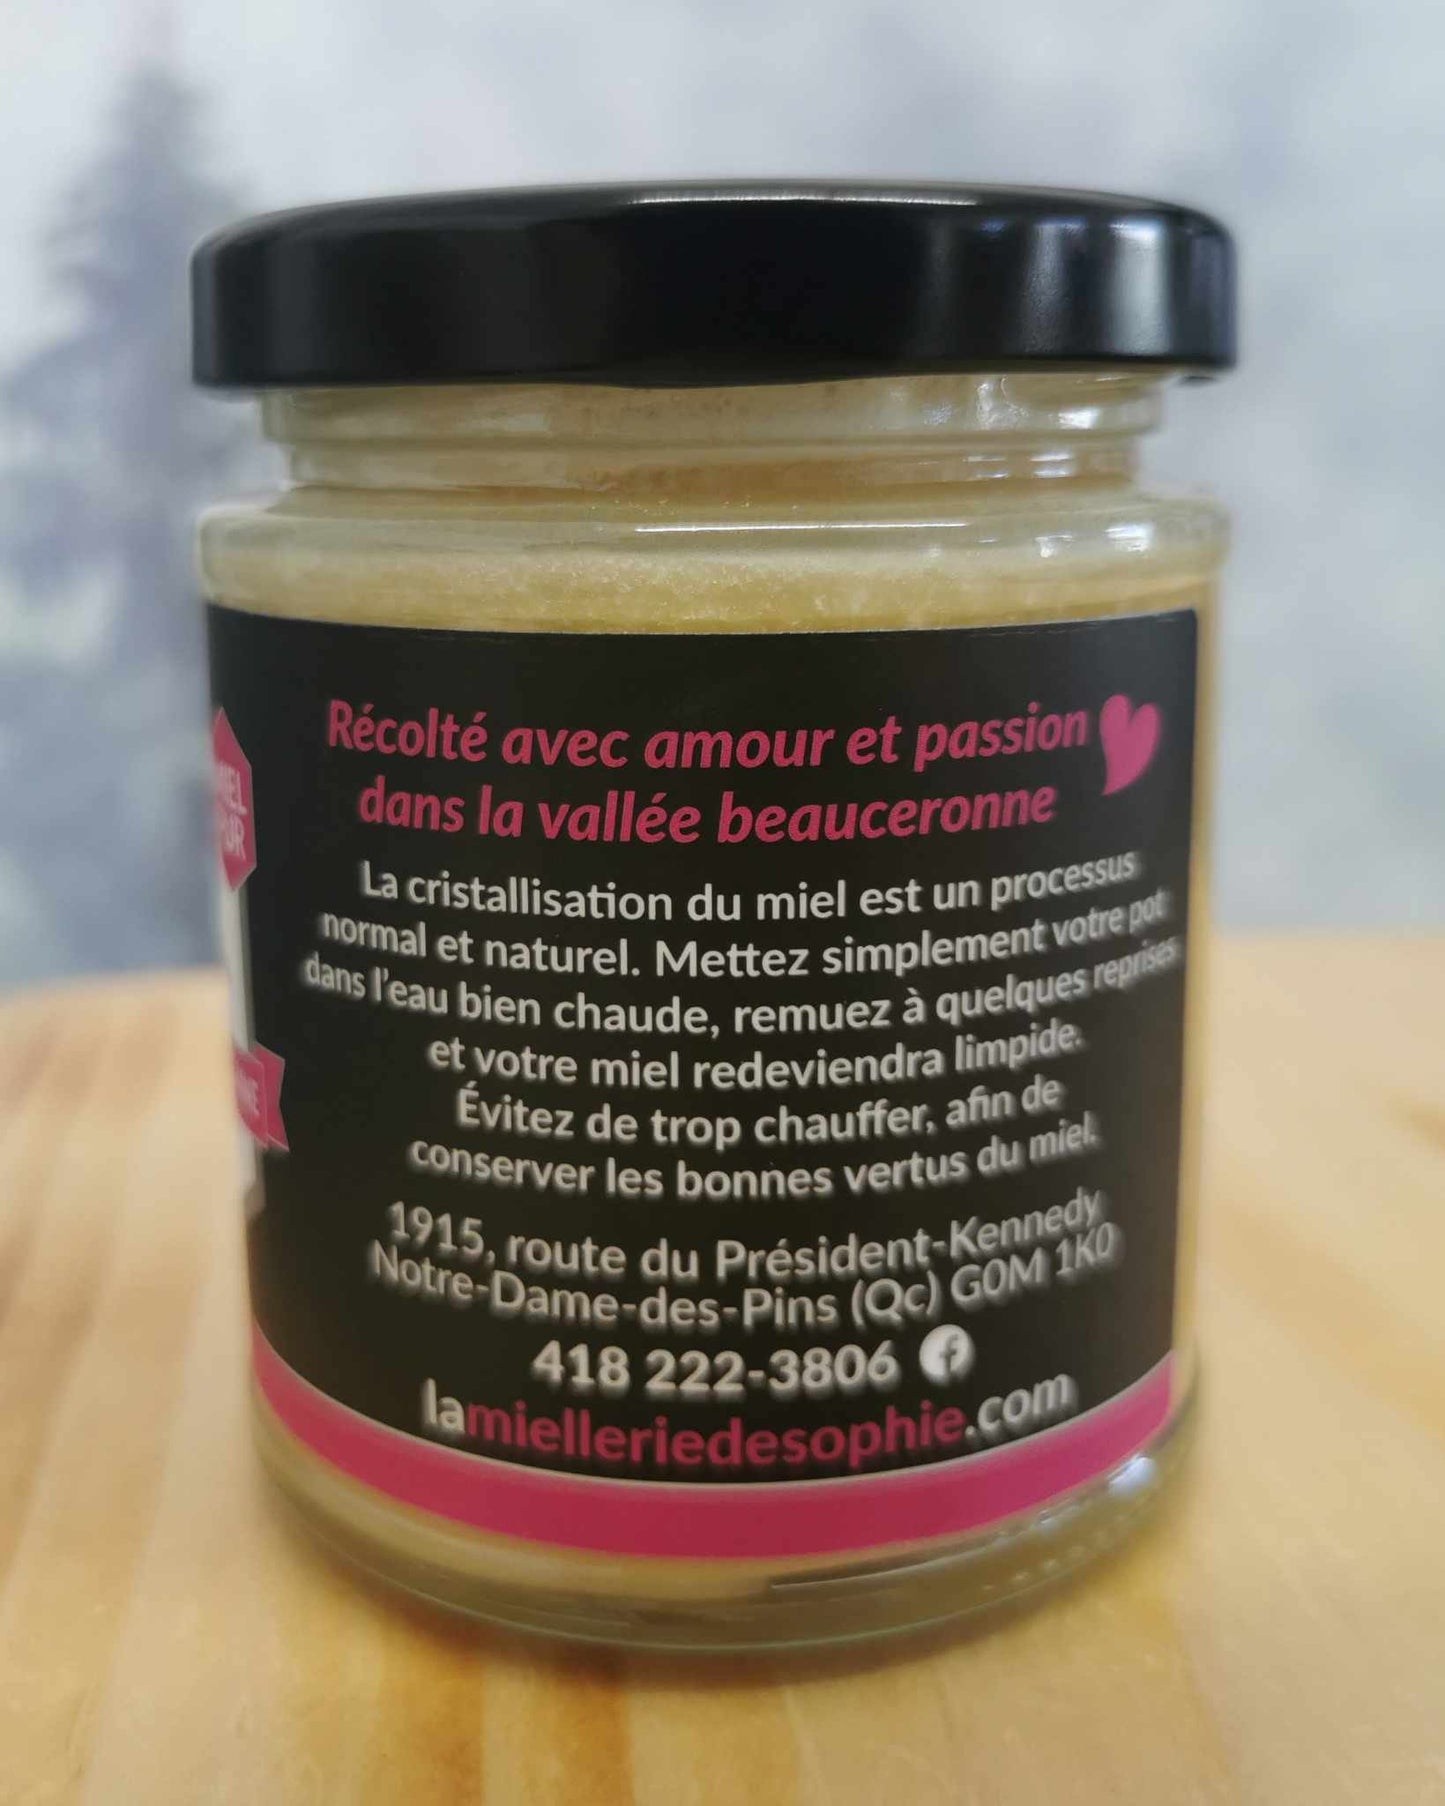 Récolté avec amour et passion
dans la vallée beauceronne
La cristallisation du miel est un processus
normal et naturel. Mettez simplement votre pot
dans l'eau bien chaude, remuez à quelques reprises
et votre miel redeviendra limpide.
Évitez de trop chauffer, afin de
conserver les bonnes vertus du miel.
1915, route du Président-Kennedy
Notre-Dame-des-Pins (Qc) G0M 1K0
418 222-3806
lamielleriedesophie.com
MIEL
PUR